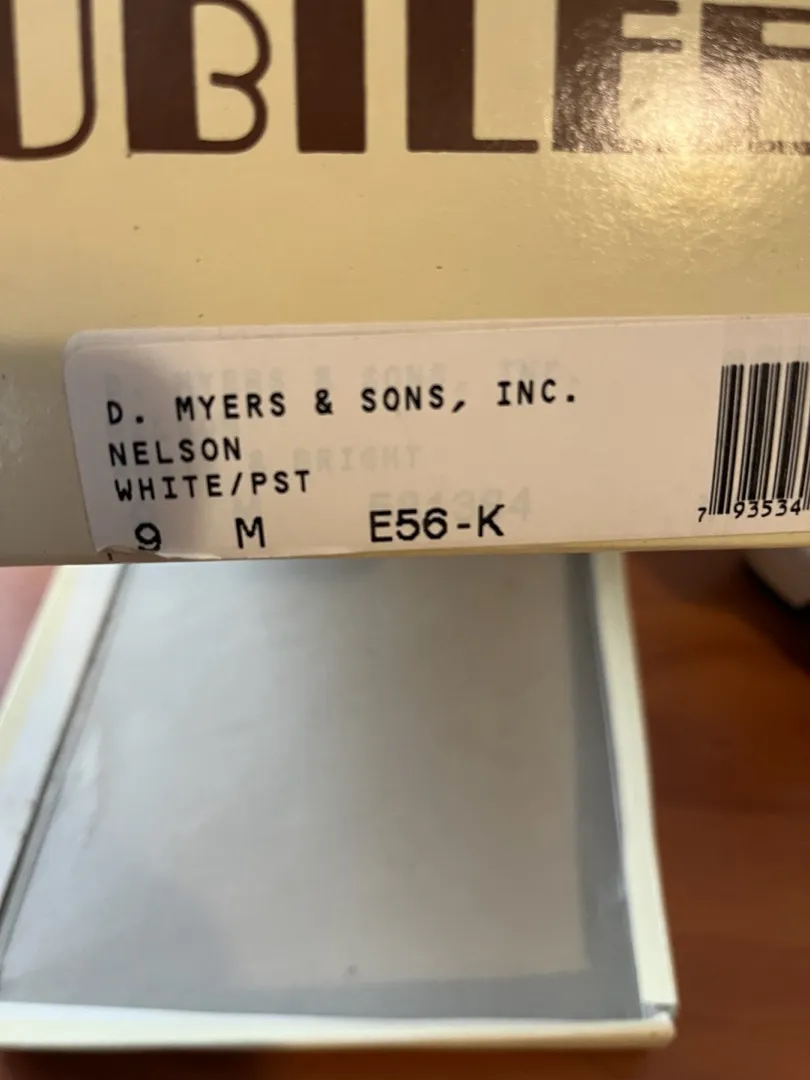 UBILEE
D. MYERS & SONS, INC.
NELSON
WHITE/PST
9 M E56-K
7 93534